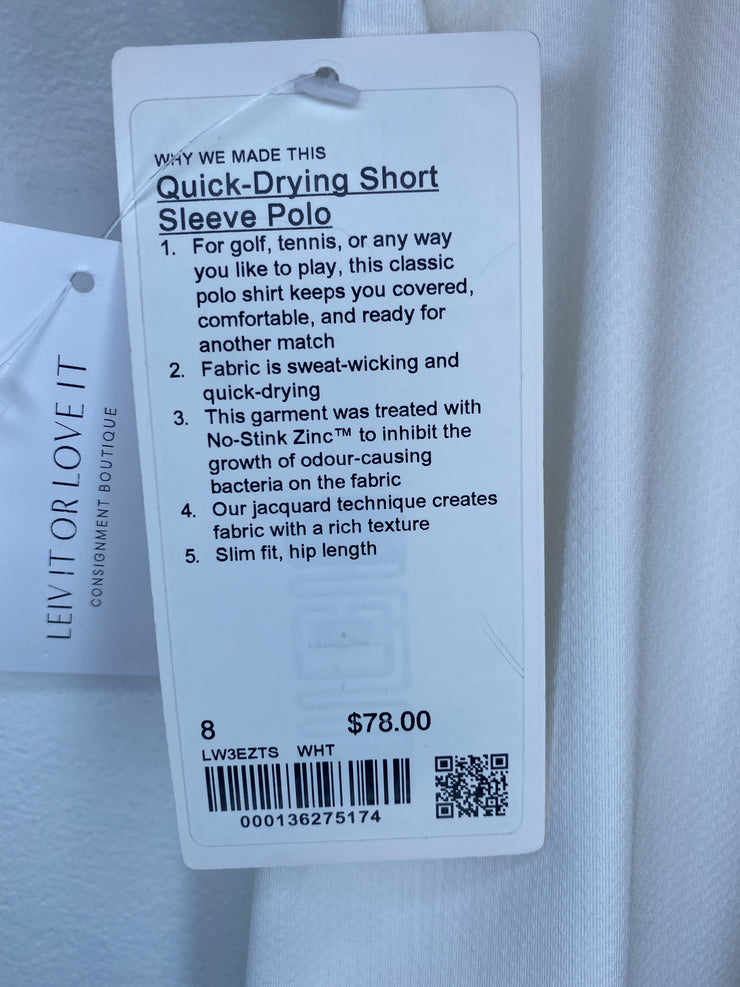 WHY WE MADE THIS
Quick-Drying Short
Sleeve Polo
1. For golf, tennis, or any way
you like to play, this classic
polo shirt keeps you covered,
comfortable, and ready for
another match
2. Fabric is sweat-wicking and
quick-drying
3. This garment was treated with
No-Stink Zinc™ to inhibit the
growth of odour-causing
bacteria on the fabric
4. Our jacquard technique creates
fabric with a rich texture
5. Slim fit, hip length
8 $78.00
LW3EZTS WHT
000136275174
LEIV IT OR LOVE IT
CONSIGNMENT BOUTIQUE